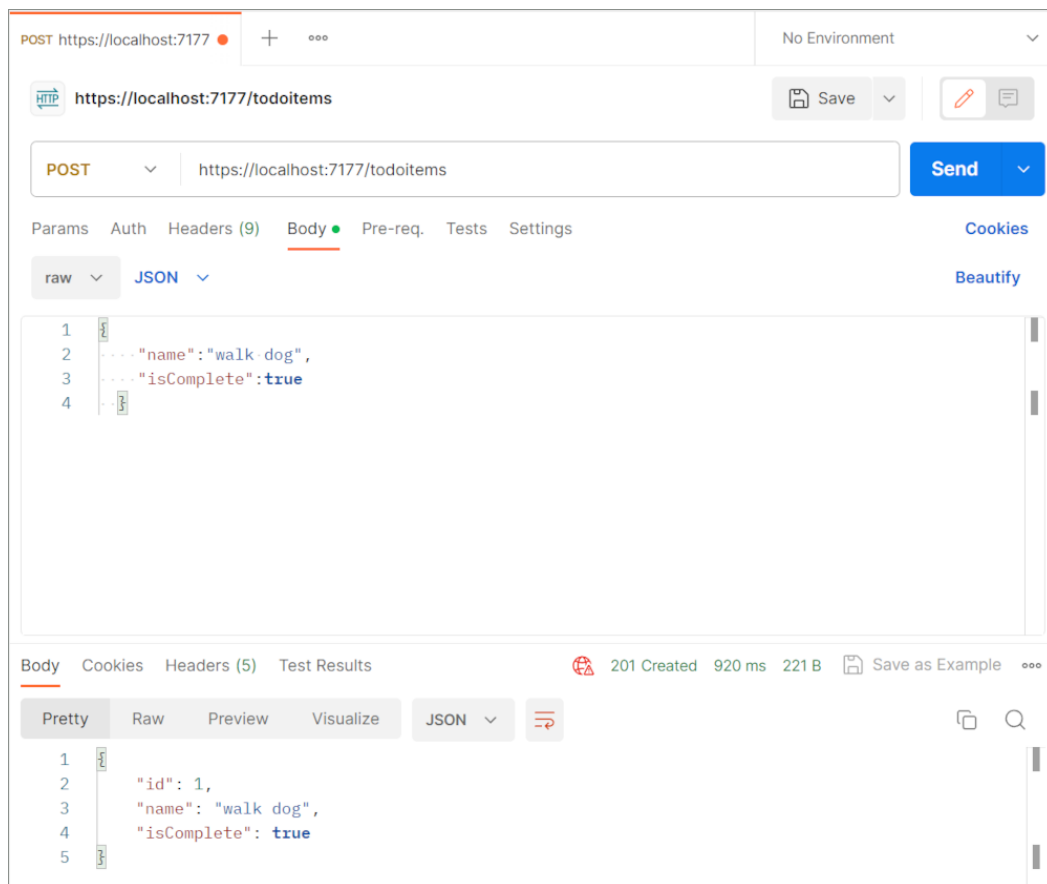 POST https://localhost:7177 No Environment
HTTP https://localhost:7177/todoitems Save
POST https://localhost:7177/todoitems Send
Params Auth Headers (9) Body Pre-req. Tests Settings Cookies
raw JSON Beautify
1 {
2 "name":"walk dog",
3 "isComplete":true
4 }
Body Cookies Headers (5) Test Results 201 Created 920 ms 221 B Save as Example
Pretty Raw Preview Visualize JSON
1 {
2 "id": 1,
3 "name": "walk dog",
4 "isComplete": true
5 }